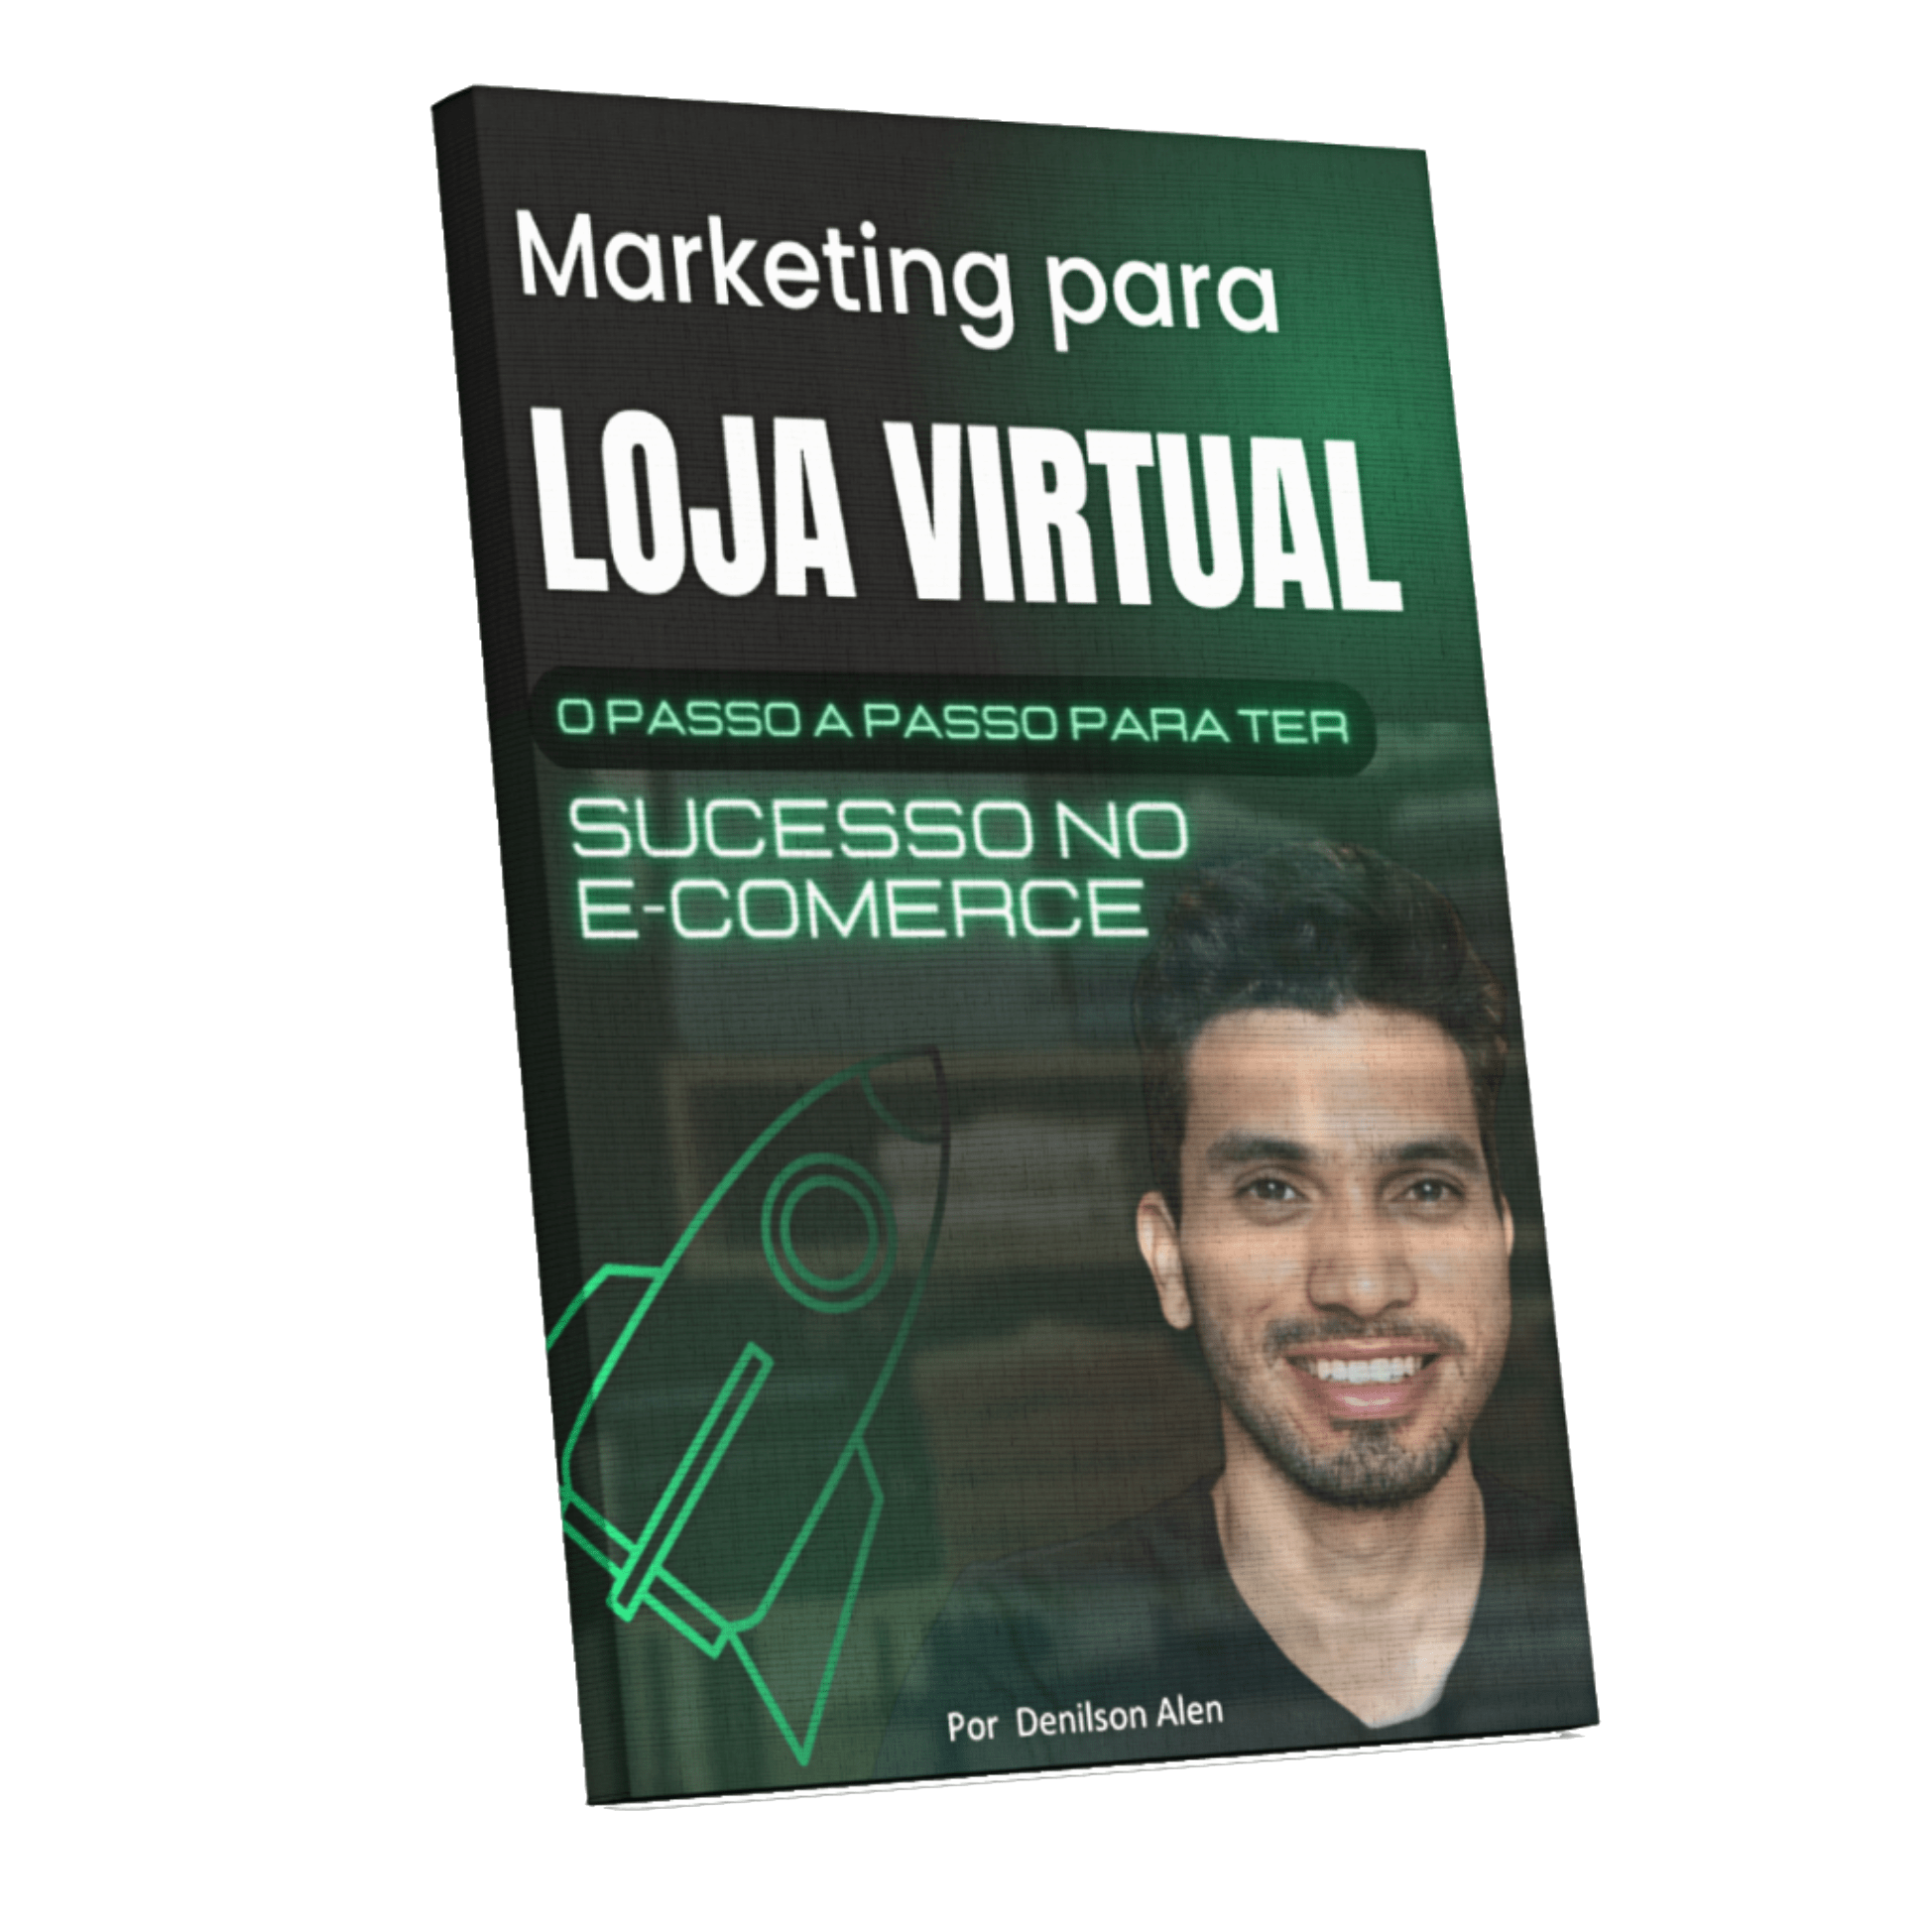 Marketing para
LOJA VIRTUAL
O PASSO A PASSO PARA TER
SUCESSO NO
E-COMERCE
Por Denilson Alen